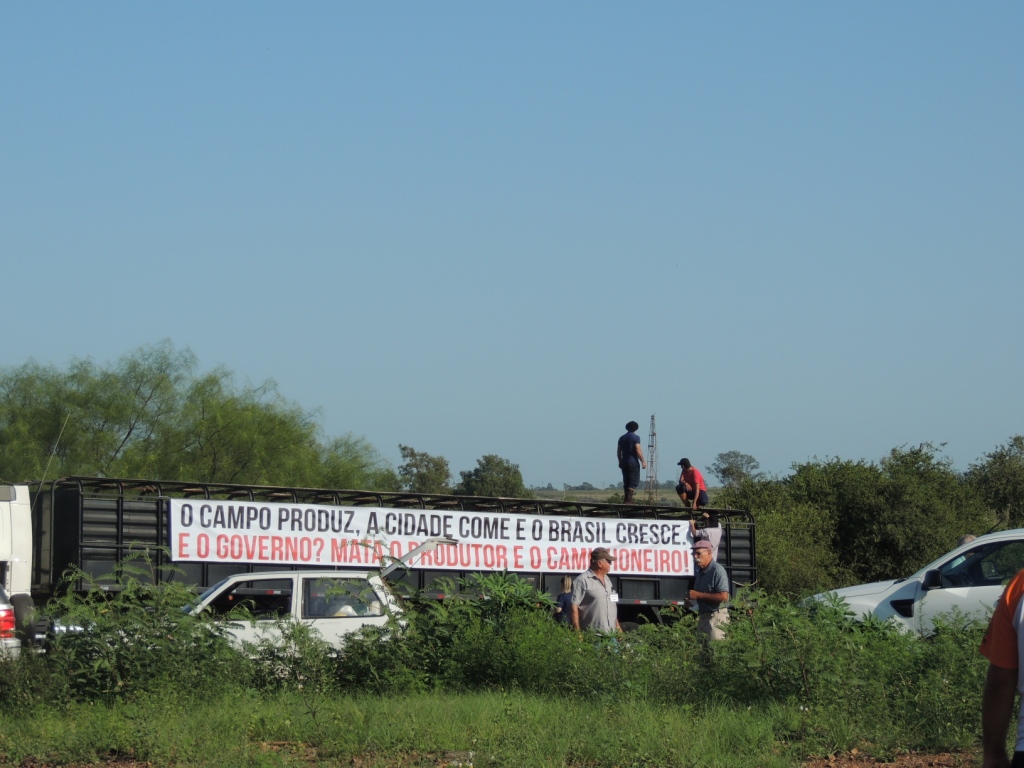 O CAMPO PRODUZ, A CIDADE COME E O BRASIL CRESCE.
E O GOVERNO? MATA O PRODUTOR E O CAMINHONEIRO!